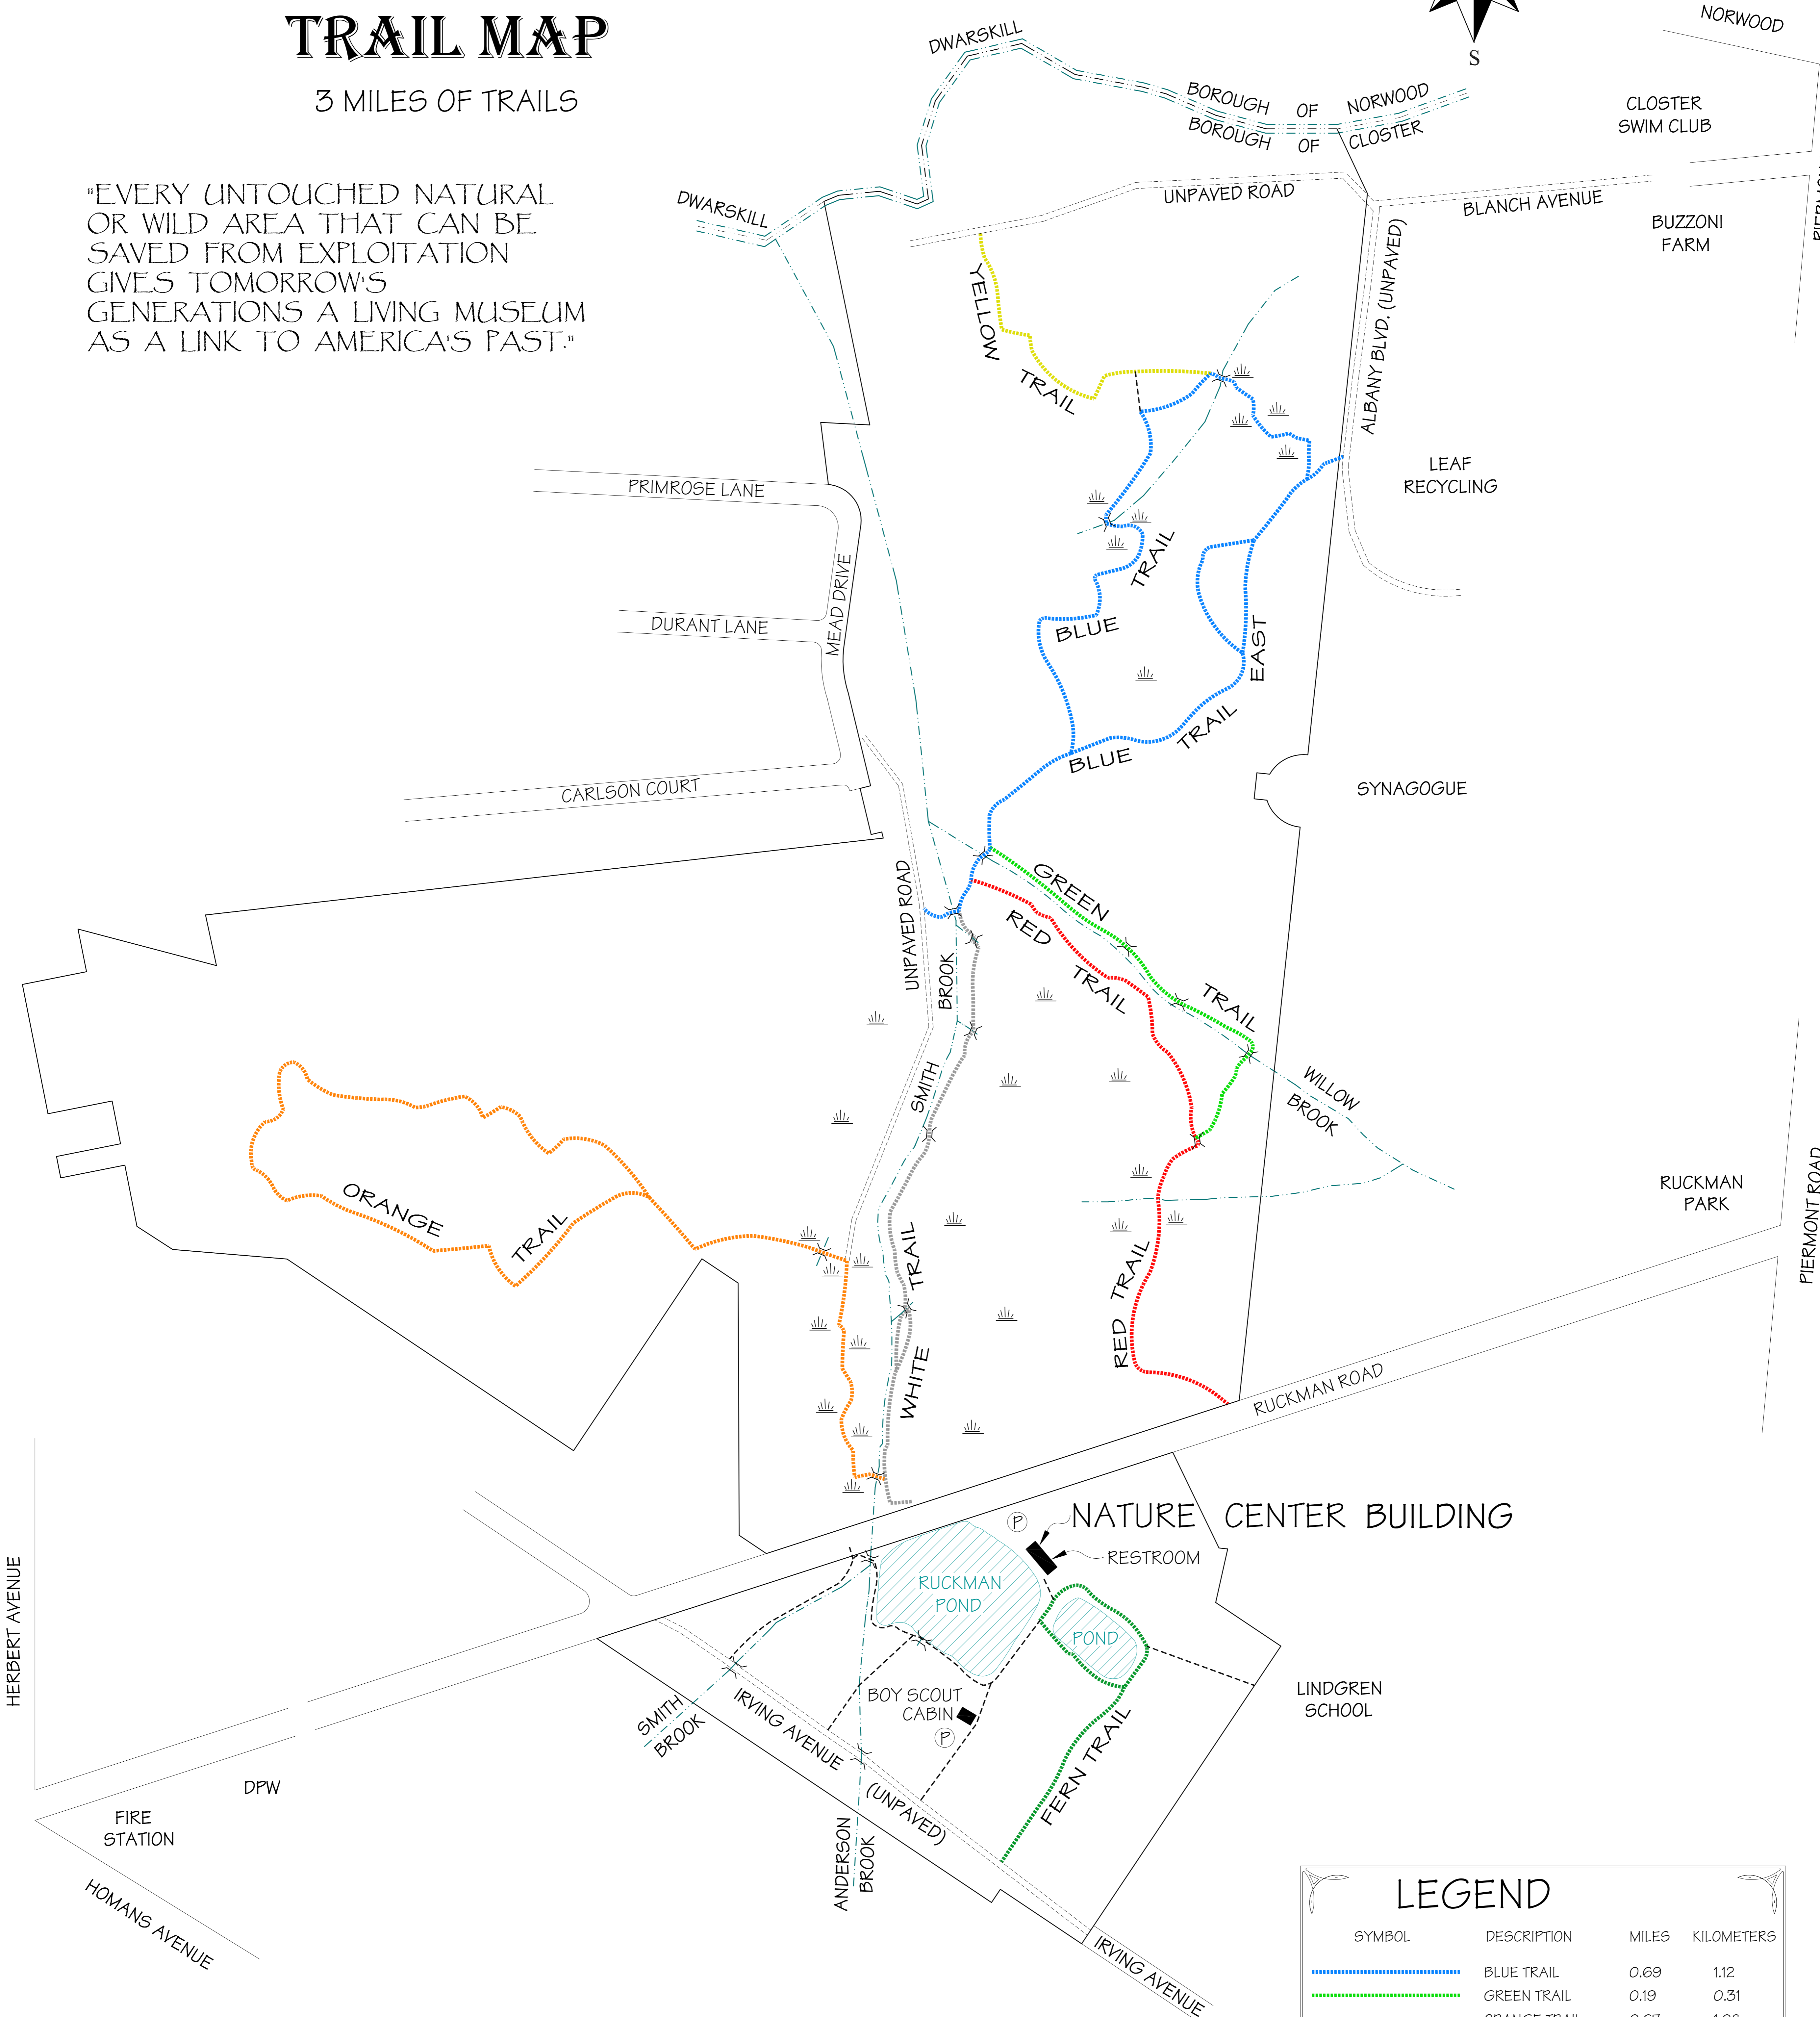 TRAIL MAP
3 MILES OF TRAILS
"EVERY UNTOUCHED NATURAL
OR WILD AREA THAT CAN BE
SAVED FROM EXPLOITATION
GIVES TOMORROW'S
GENERATIONS A LIVING MUSEUM
AS A LINK TO AMERICA'S PAST."
S
NORWOOD
DWARSKILL
BOROUGH OF NORWOOD
BOROUGH OF CLOSTER
CLOSTER
SWIM CLUB
DWARSKILL
UNPAVED ROAD
BLANCH AVENUE
BUZZONI
FARM
YELLOW
TRAIL
ALBANY BLVD. (UNPAVED)
LEAF
RECYCLING
PRIMROSE LANE
MEAD DRIVE
DURANT LANE
TRAIL
BLUE
EAST
TRAIL
BLUE
CARLSON COURT
SYNAGOGUE
UNPAVED ROAD
GREEN
RED
TRAIL
TRAIL
BROOK
SMITH
WILLOW
BROOK
RUCKMAN
PARK
PIERMONT ROAD
ORANGE
TRAIL
TRAIL
WHITE
TRAIL
RED
RUCKMAN ROAD
NATURE CENTER BUILDING
P
RESTROOM
RUCKMAN
POND
POND
HERBERT AVENUE
BOY SCOUT
CABIN
P
LINDGREN
SCHOOL
SMITH
BROOK
IRVING AVENUE
(UNPAVED)
FERN TRAIL
DPW
FIRE
STATION
ANDERSON
BROOK
HOMANS AVENUE
IRVING AVENUE
LEGEND
SYMBOL DESCRIPTION MILES KILOMETERS
BLUE TRAIL 0.69 1.12
GREEN TRAIL 0.19 0.31